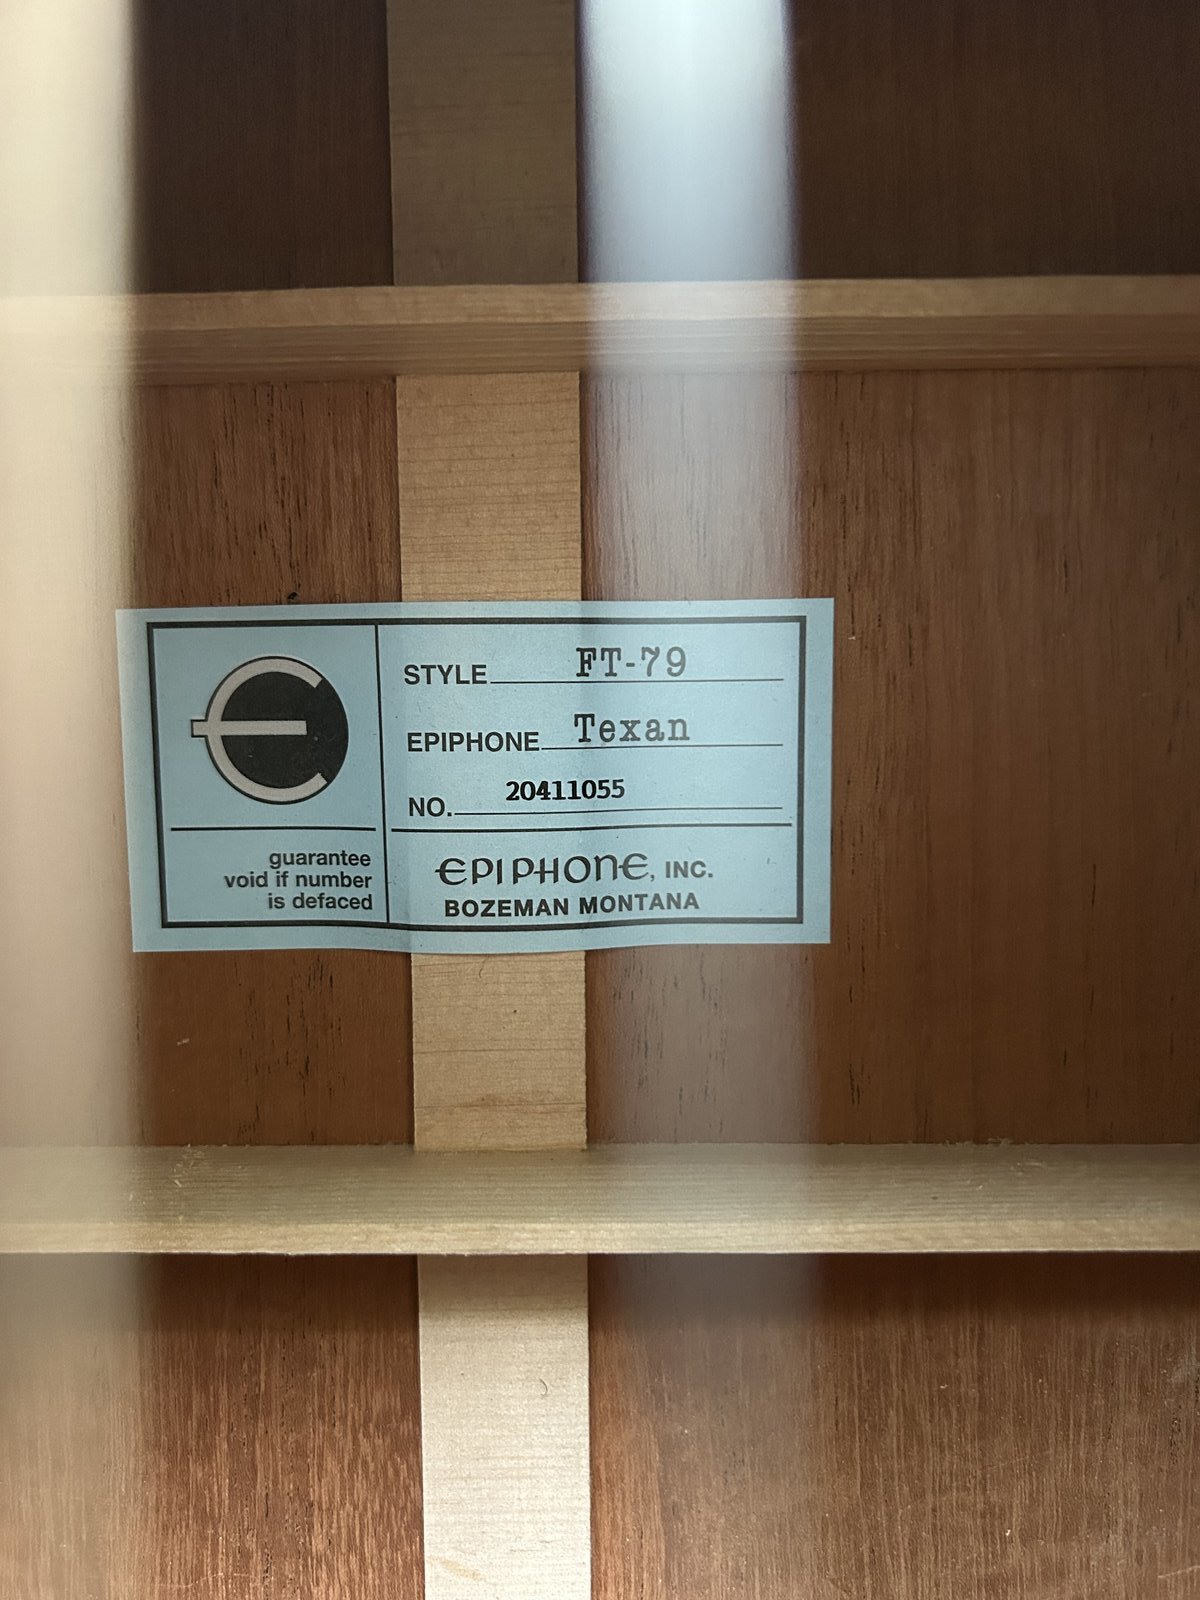 STYLE FT-79
EPIPHONE Texan
NO. 20411055
guarantee
void if number
is defaced
EPIPHONE, INC.
BOZEMAN MONTANA